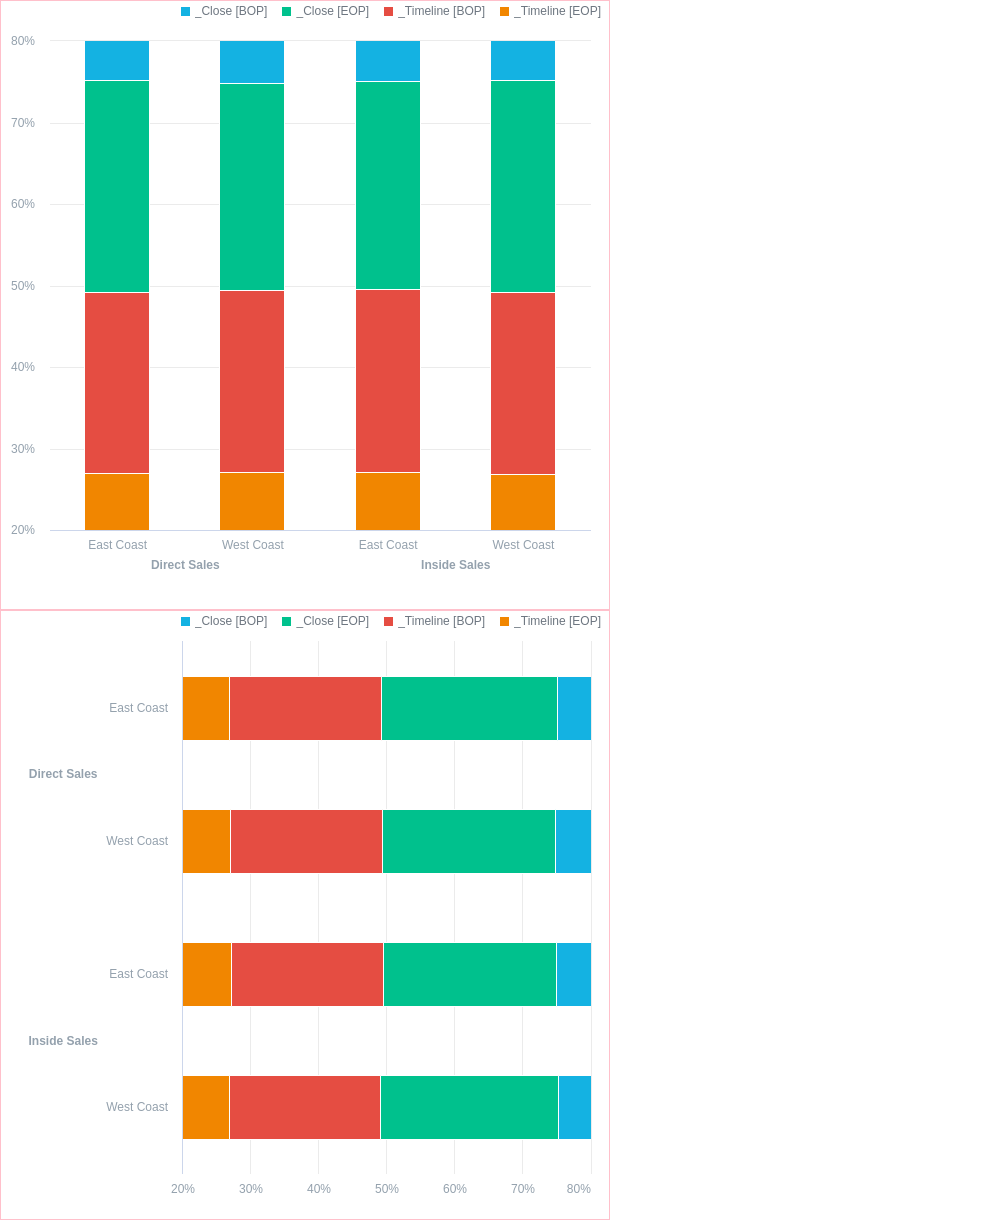 _Close [BOP] _Close [EOP] _Timeline [BOP] _Timeline [EOP]
80%
70%
60%
50%
40%
30%
20%
East Coast West Coast East Coast West Coast
Direct Sales Inside Sales
_Close [BOP] _Close [EOP] _Timeline [BOP] _Timeline [EOP]
East Coast
Direct Sales
West Coast
East Coast
Inside Sales
West Coast
20% 30% 40% 50% 60% 70% 80%